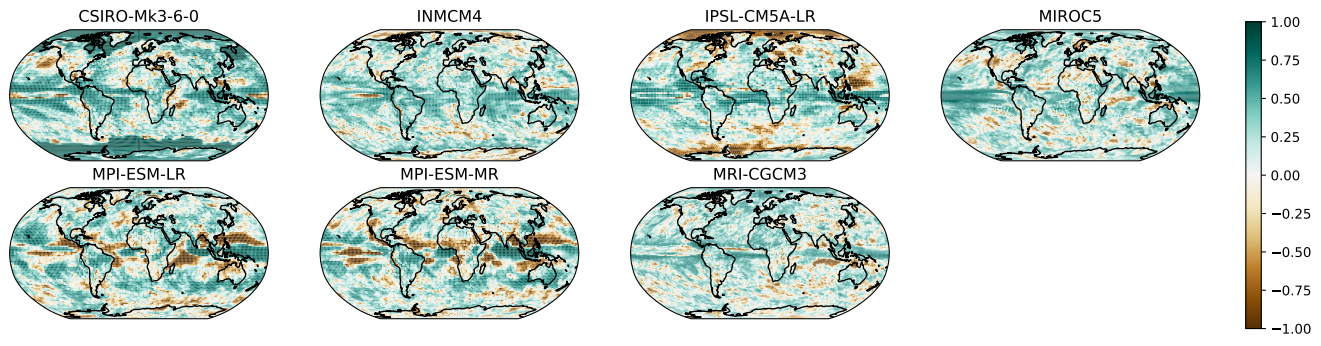 CSIRO-Mk3-6-0
INMCM4
IPSL-CM5A-LR
MIROC5
MPI-ESM-LR
MPI-ESM-MR
MRI-CGCM3
1.00
0.75
0.50
0.25
0.00
−0.25
−0.50
−0.75
−1.00